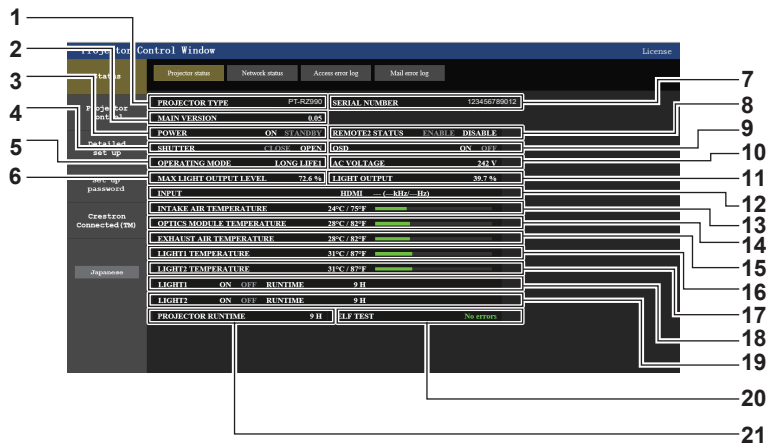 1
2
3
4
5
6
Projector Control Window License
Status
Projector control
Detailed set up
set up password
Crestron Connected(TM)
Japanese
Projector status Network status Access error log Mail error log
PROJECTOR TYPE PT-RZ990 SERIAL NUMBER 123456789012
MAIN VERSION 0.05
POWER ON STANDBY REMOTE2 STATUS ENABLE DISABLE
SHUTTER CLOSE OPEN OSD ON OFF
OPERATING MODE LONG LIFE1 AC VOLTAGE 242 V
MAX LIGHT OUTPUT LEVEL 72.6 % LIGHT OUTPUT 39.7 %
INPUT HDMI --- (---kHz/---Hz)
INTAKE AIR TEMPERATURE 24°C / 75°F
OPTICS MODULE TEMPERATURE 28°C / 82°F
EXHAUST AIR TEMPERATURE 28°C / 82°F
LIGHT1 TEMPERATURE 31°C / 87°F
LIGHT2 TEMPERATURE 31°C / 87°F
LIGHT1 ON OFF RUNTIME 9 H
LIGHT2 ON OFF RUNTIME 9 H
PROJECTOR RUNTIME 9 H ELF TEST No errors
7
8
9
10
11
12
13
14
15
16
17
18
19
20
21